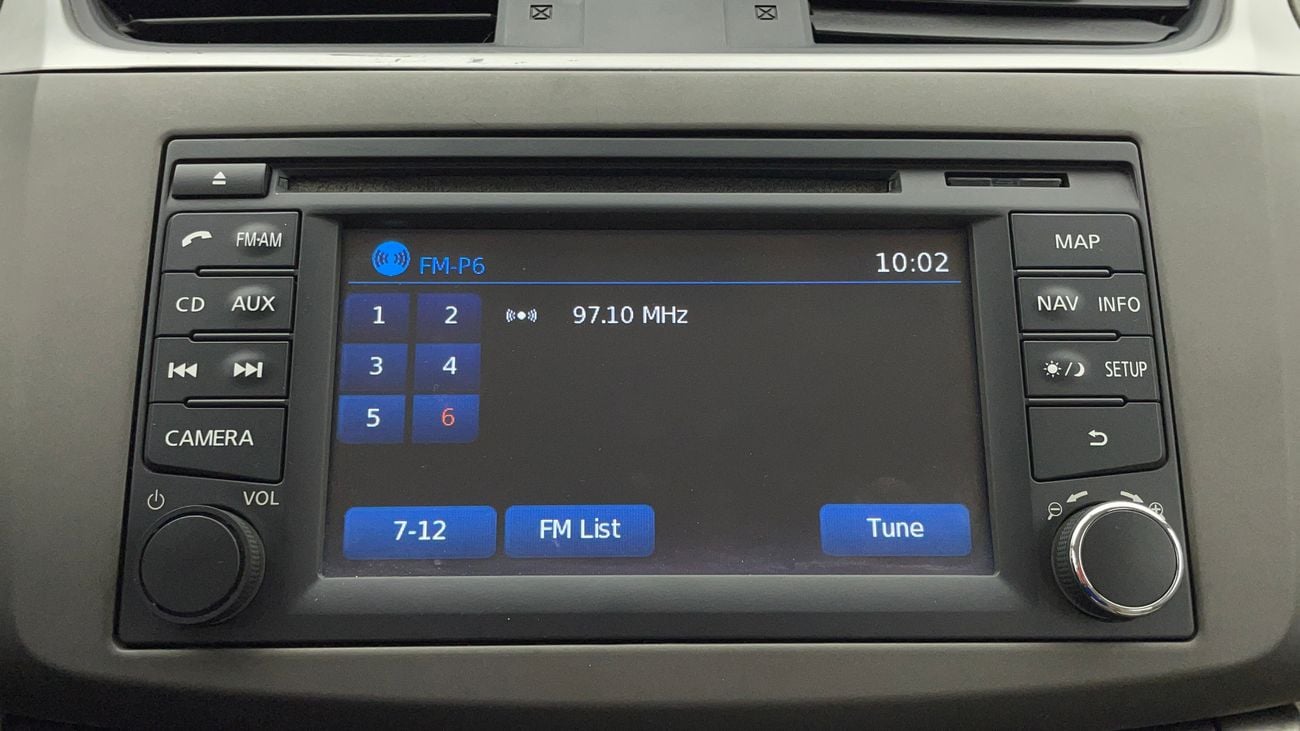 FM·AM
CD AUX
CAMERA
VOL
FM-P6 10:02
1 2 97.10 MHz
3 4
5 6
7-12 FM List Tune
MAP
NAV INFO
SETUP